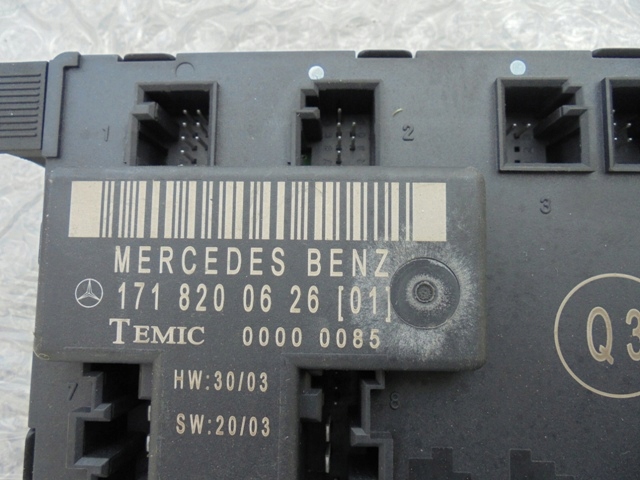 1
2
3
MERCEDES BENZ
171 820 06 26 [01]
TEMIC 0000 0085
Q3
7
HW:30/03
8
SW:20/03